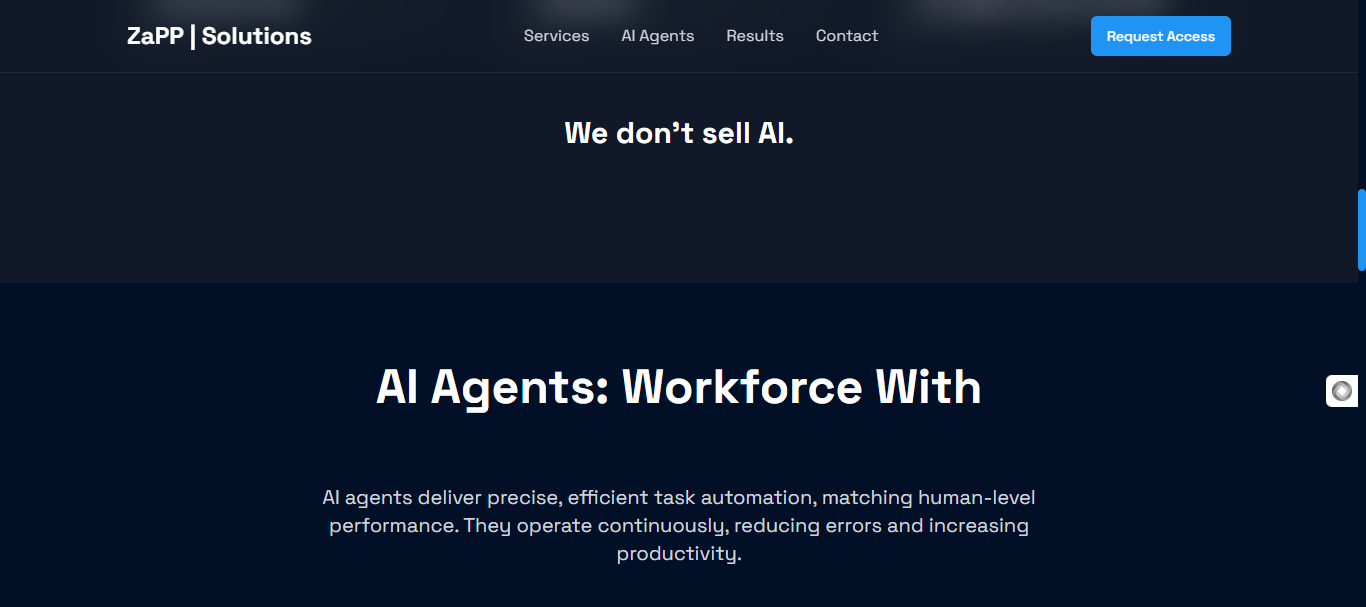 ZaPP | Solutions
Services
AI Agents
Results
Contact
Request Access
We don’t sell AI.
AI Agents: Workforce With
AI agents deliver precise, efficient task automation, matching human-level
performance. They operate continuously, reducing errors and increasing
productivity.